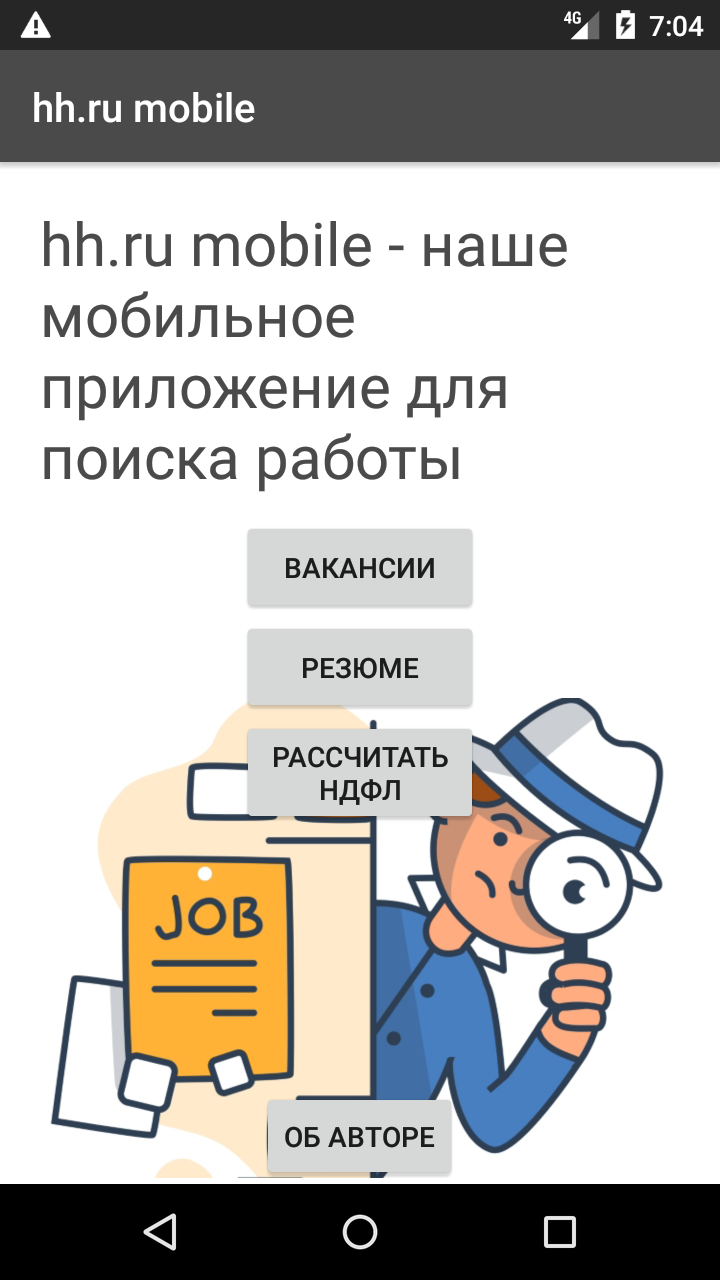 4G 7:04
hh.ru mobile
hh.ru mobile - наше
мобильное
приложение для
поиска работы
ВАКАНСИИ
РЕЗЮМЕ
РАССЧИТАТЬ
НДФЛ
JOB
ОБ АВТОРЕ